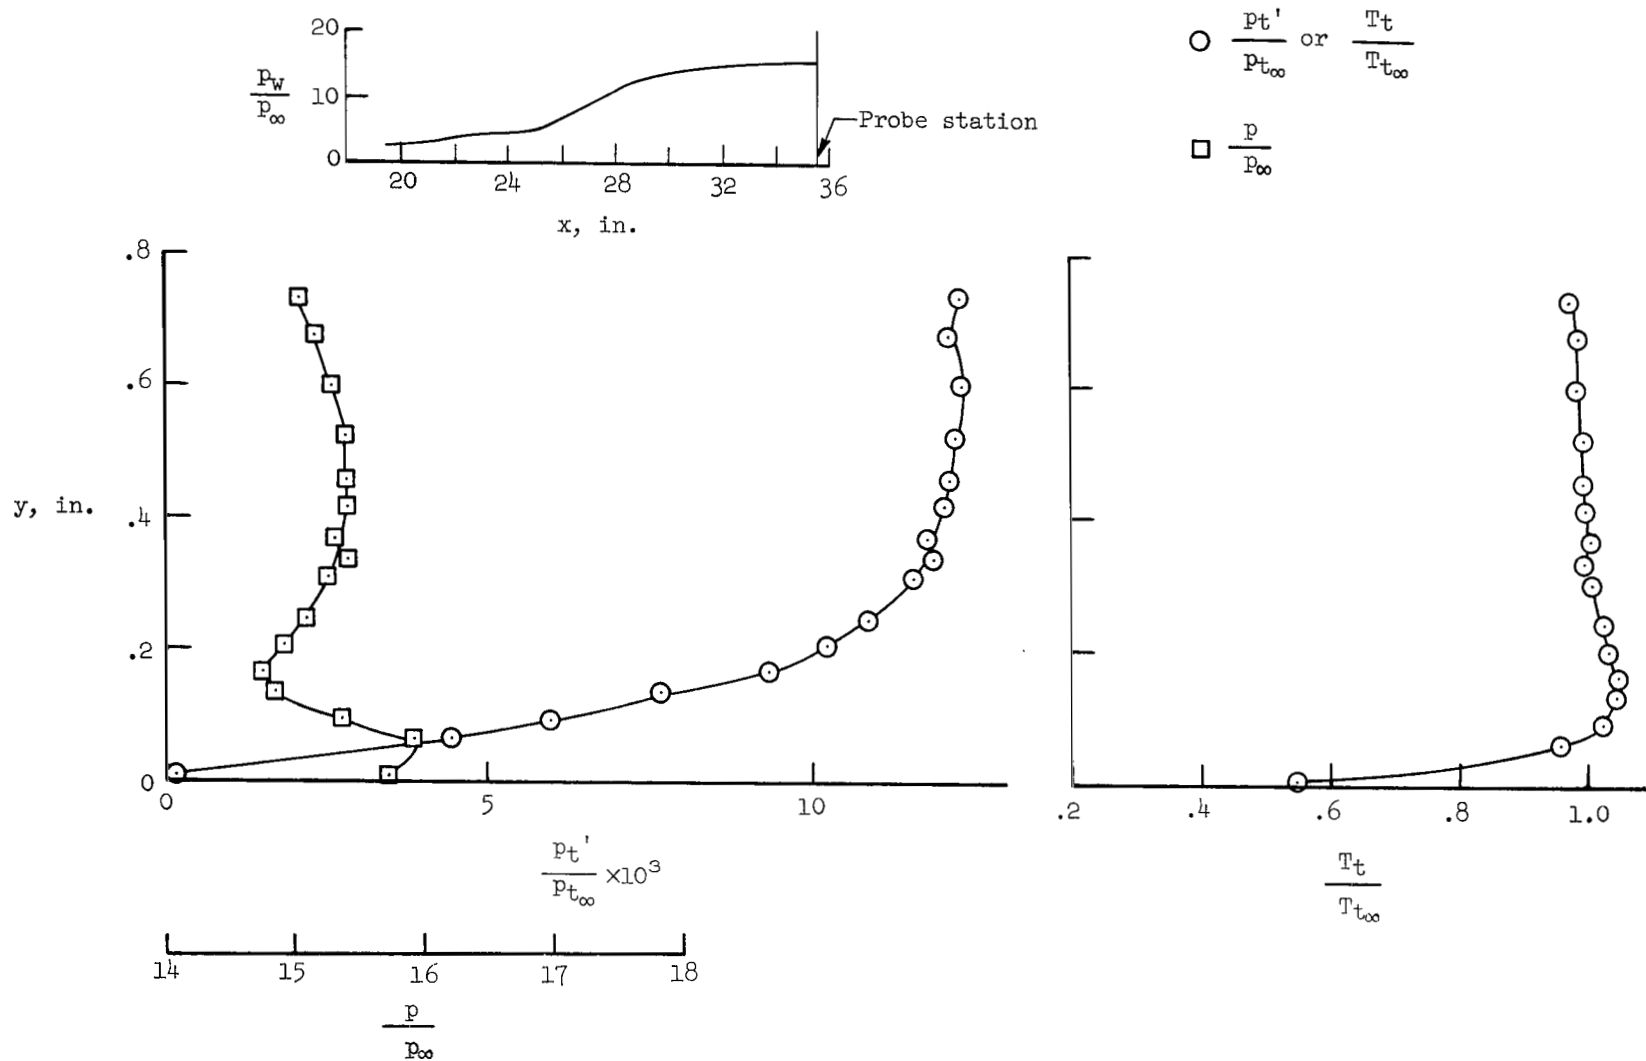 20
10
0
p_w
p_∞
20 24 28 32 36
x, in.
Probe station
p_t' or T_t
p_t∞ T_t∞
p
p_∞
.8
.6
.4
.2
0
y, in.
0 5 10
p_t' ×10³
p_t∞
14 15 16 17 18
p
p_∞
.2 .4 .6 .8 1.0
T_t
T_t∞